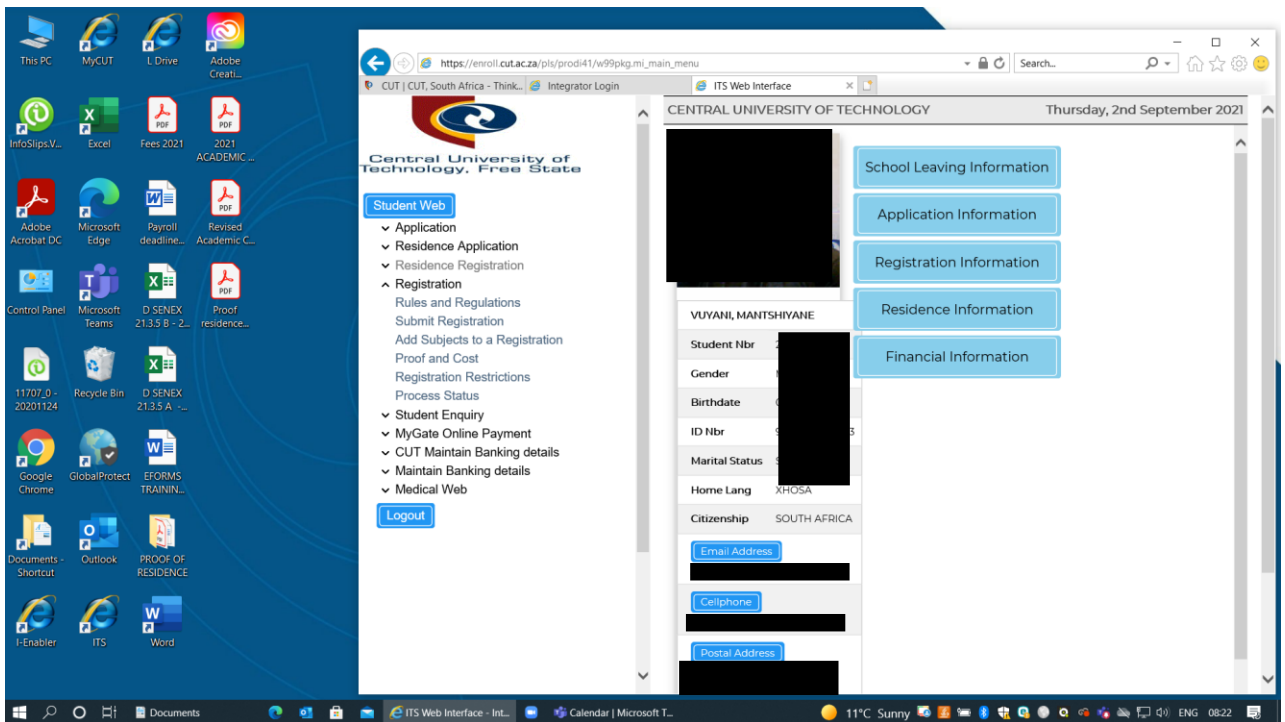 This PC
MyCUT
L Drive
Adobe
Creati...
InfoSlips.V...
Excel
Fees 2021
2021
ACADEMIC ...
Adobe
Acrobat DC
Microsoft
Edge
Payroll
deadline...
Revised
Academic C...
Control Panel
Microsoft
Teams
D SENEX
21.3.5 B - 2...
Proof
residence...
11707_0 -
20201124
Recycle Bin
D SENEX
21.3.5 A -...
Google
Chrome
GlobalProtect
EFORMS
TRAININ...
Documents -
Shortcut
Outlook
PROOF OF
RESIDENCE
I-Enabler
ITS
Word
https://enroll.cut.ac.za/pls/prodi41/w99pkg.mi_main_menu
Search...
CUT | CUT, South Africa - Think...
Integrator Login
ITS Web Interface
Central University of
Technology, Free State
Student Web
Application
Residence Application
Residence Registration
Registration
Rules and Regulations
Submit Registration
Add Subjects to a Registration
Proof and Cost
Registration Restrictions
Process Status
Student Enquiry
MyGate Online Payment
CUT Maintain Banking details
Maintain Banking details
Medical Web
Logout
CENTRAL UNIVERSITY OF TECHNOLOGY
Thursday, 2nd September 2021
VUYANI, MANTSHIYANE
Student Nbr 2
Gender
Birthdate
ID Nbr 9 3
Marital Status S
Home Lang XHOSA
Citizenship SOUTH AFRICA
Email Address
Cellphone
Postal Address
School Leaving Information
Application Information
Registration Information
Residence Information
Financial Information
Documents
ITS Web Interface - Int...
Calendar | Microsoft T...
11°C Sunny
ENG
08:22